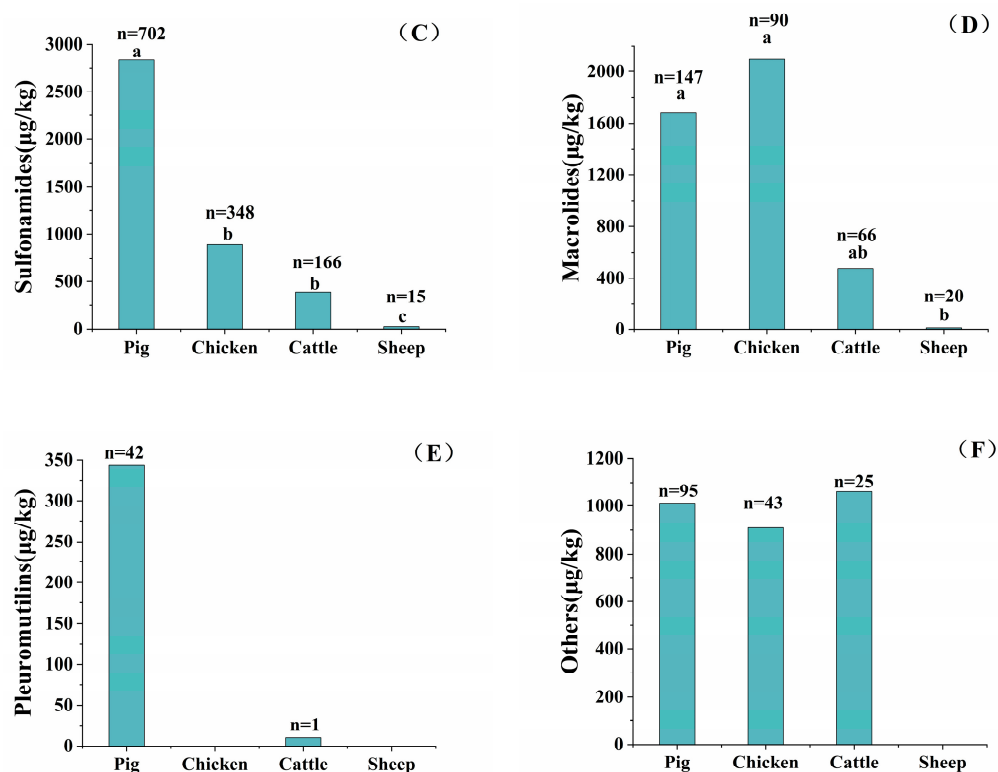 (C)
Sulfonamides(μg/kg)
3000
2500
2000
1500
1000
500
0
n=702
a
n=348
b
n=166
b
n=15
c
Pig Chicken Cattle Sheep
(D)
Macrolides(μg/kg)
2000
1600
1200
800
400
0
n=147
a
n=90
a
n=66
ab
n=20
b
Pig Chicken Cattle Sheep
(E)
Pleuromutilins(μg/kg)
350
300
250
200
150
100
50
0
n=42
n=1
Pig Chicken Cattle Sheep
(F)
Others(μg/kg)
1200
1000
800
600
400
200
0
n=95
n=43
n=25
Pig Chicken Cattle Sheep